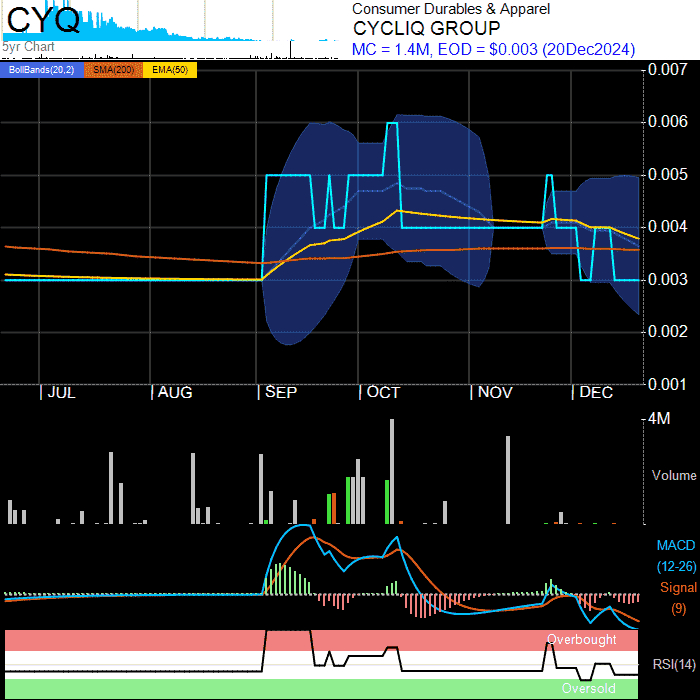 CYQ
5yr Chart
Consumer Durables & Apparel
CYCLIQ GROUP
MC = 1.4M, EOD = $0.003 (20Dec2024)
BollBands(20,2) SMA(200) EMA(50)
0.007
0.006
0.005
0.004
0.003
0.002
0.001
JUL AUG SEP OCT NOV DEC
4M
Volume
MACD
(12-26)
Signal
(9)
Overbought
RSI(14)
Oversold